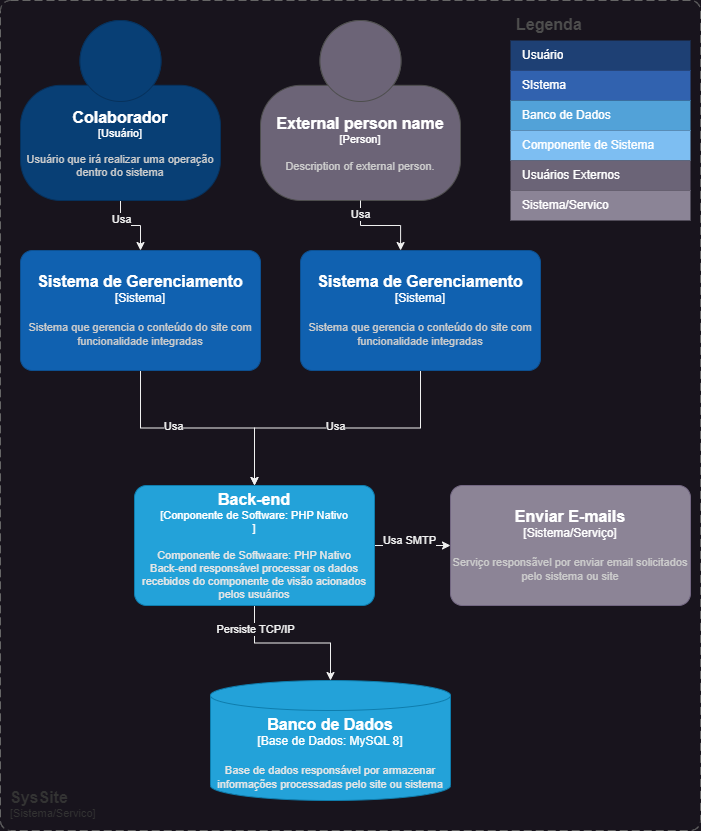 Legenda
Usuário
SIstema
Banco de Dados
Componente de Sistema
Usuários Externos
Sistema/Servico
Colaborador
[Usuário]
Usuário que irá realizar uma operação
dentro do sistema
External person name
[Person]
Description of external person.
Usa
Usa
Sistema de Gerenciamento
[Sistema]
Sistema que gerencia o conteúdo do site com
funcionalidade integradas
Sistema de Gerenciamento
[Sistema]
Sistema que gerencia o conteúdo do site com
funcionalidade integradas
Usa
Usa
Back-end
[Conponente de Software: PHP Nativo
]
Componente de Software: PHP Nativo
Back-end responsável processar os dados
recebidos do componente de visão acionados
pelos usuários
Usa SMTP
Enviar E-mails
[Sistema/Serviço]
Serviço responsãvel por enviar email solicitados
pelo sistema ou site
Persiste TCP/IP
Banco de Dados
[Base de Dados: MySQL 8]
Base de dados responsável por armazenar
informações processadas pelo site ou sistema
SysSite
[Sistema/Servico]